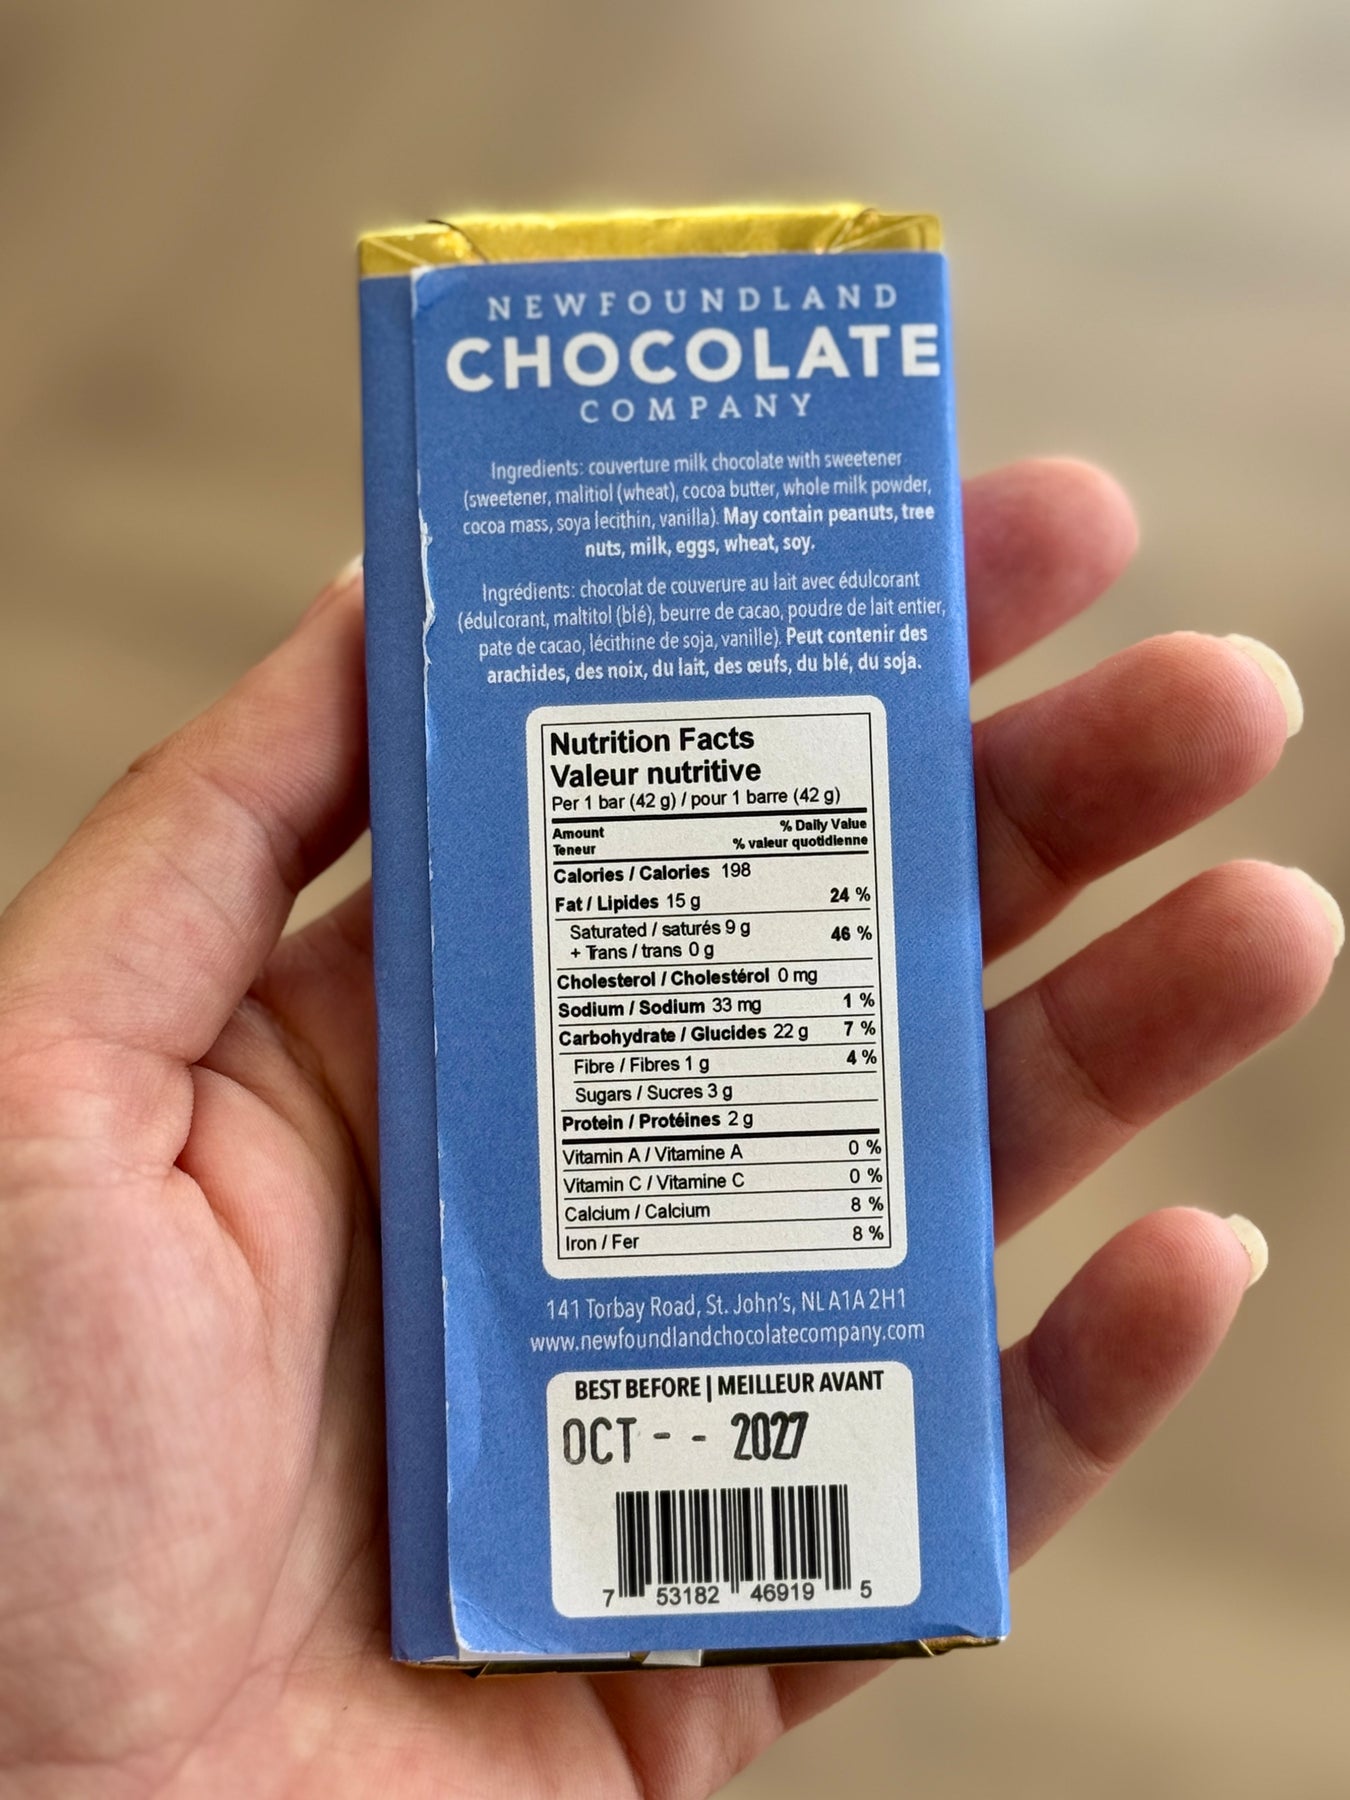 NEWFOUNDLAND
CHOCOLATE
COMPANY
Ingredients: couverture milk chocolate with sweetener
(sweetener, malitiol (wheat), cocoa butter, whole milk powder,
cocoa mass, soya lecithin, vanilla). May contain peanuts, tree
nuts, milk, eggs, wheat, soy.
Ingrédients: chocolat de couverure au lait avec édulcorant
(édulcorant, maltitol (blé), beurre de cacao, poudre de lait entier,
pate de cacao, lécithine de soja, vanille). Peut contenir des
arachides, des noix, du lait, des œufs, du blé, du soja.
Nutrition Facts
Valeur nutritive
Per 1 bar (42 g) / pour 1 barre (42 g)
Amount % Daily Value
Teneur % valeur quotidienne
Calories / Calories 198
Fat / Lipides 15 g 24 %
Saturated / saturés 9 g 46 %
+ Trans / trans 0 g
Cholesterol / Cholestérol 0 mg
Sodium / Sodium 33 mg 1 %
Carbohydrate / Glucides 22 g 7 %
Fibre / Fibres 1 g 4 %
Sugars / Sucres 3 g
Protein / Protéines 2 g
Vitamin A / Vitamine A 0 %
Vitamin C / Vitamine C 0 %
Calcium / Calcium 8 %
Iron / Fer 8 %
141 Torbay Road, St. John's, NL A1A 2H1
www.newfoundlandchocolatecompany.com
BEST BEFORE | MEILLEUR AVANT
OCT - - 2027
7 53182 46919 5